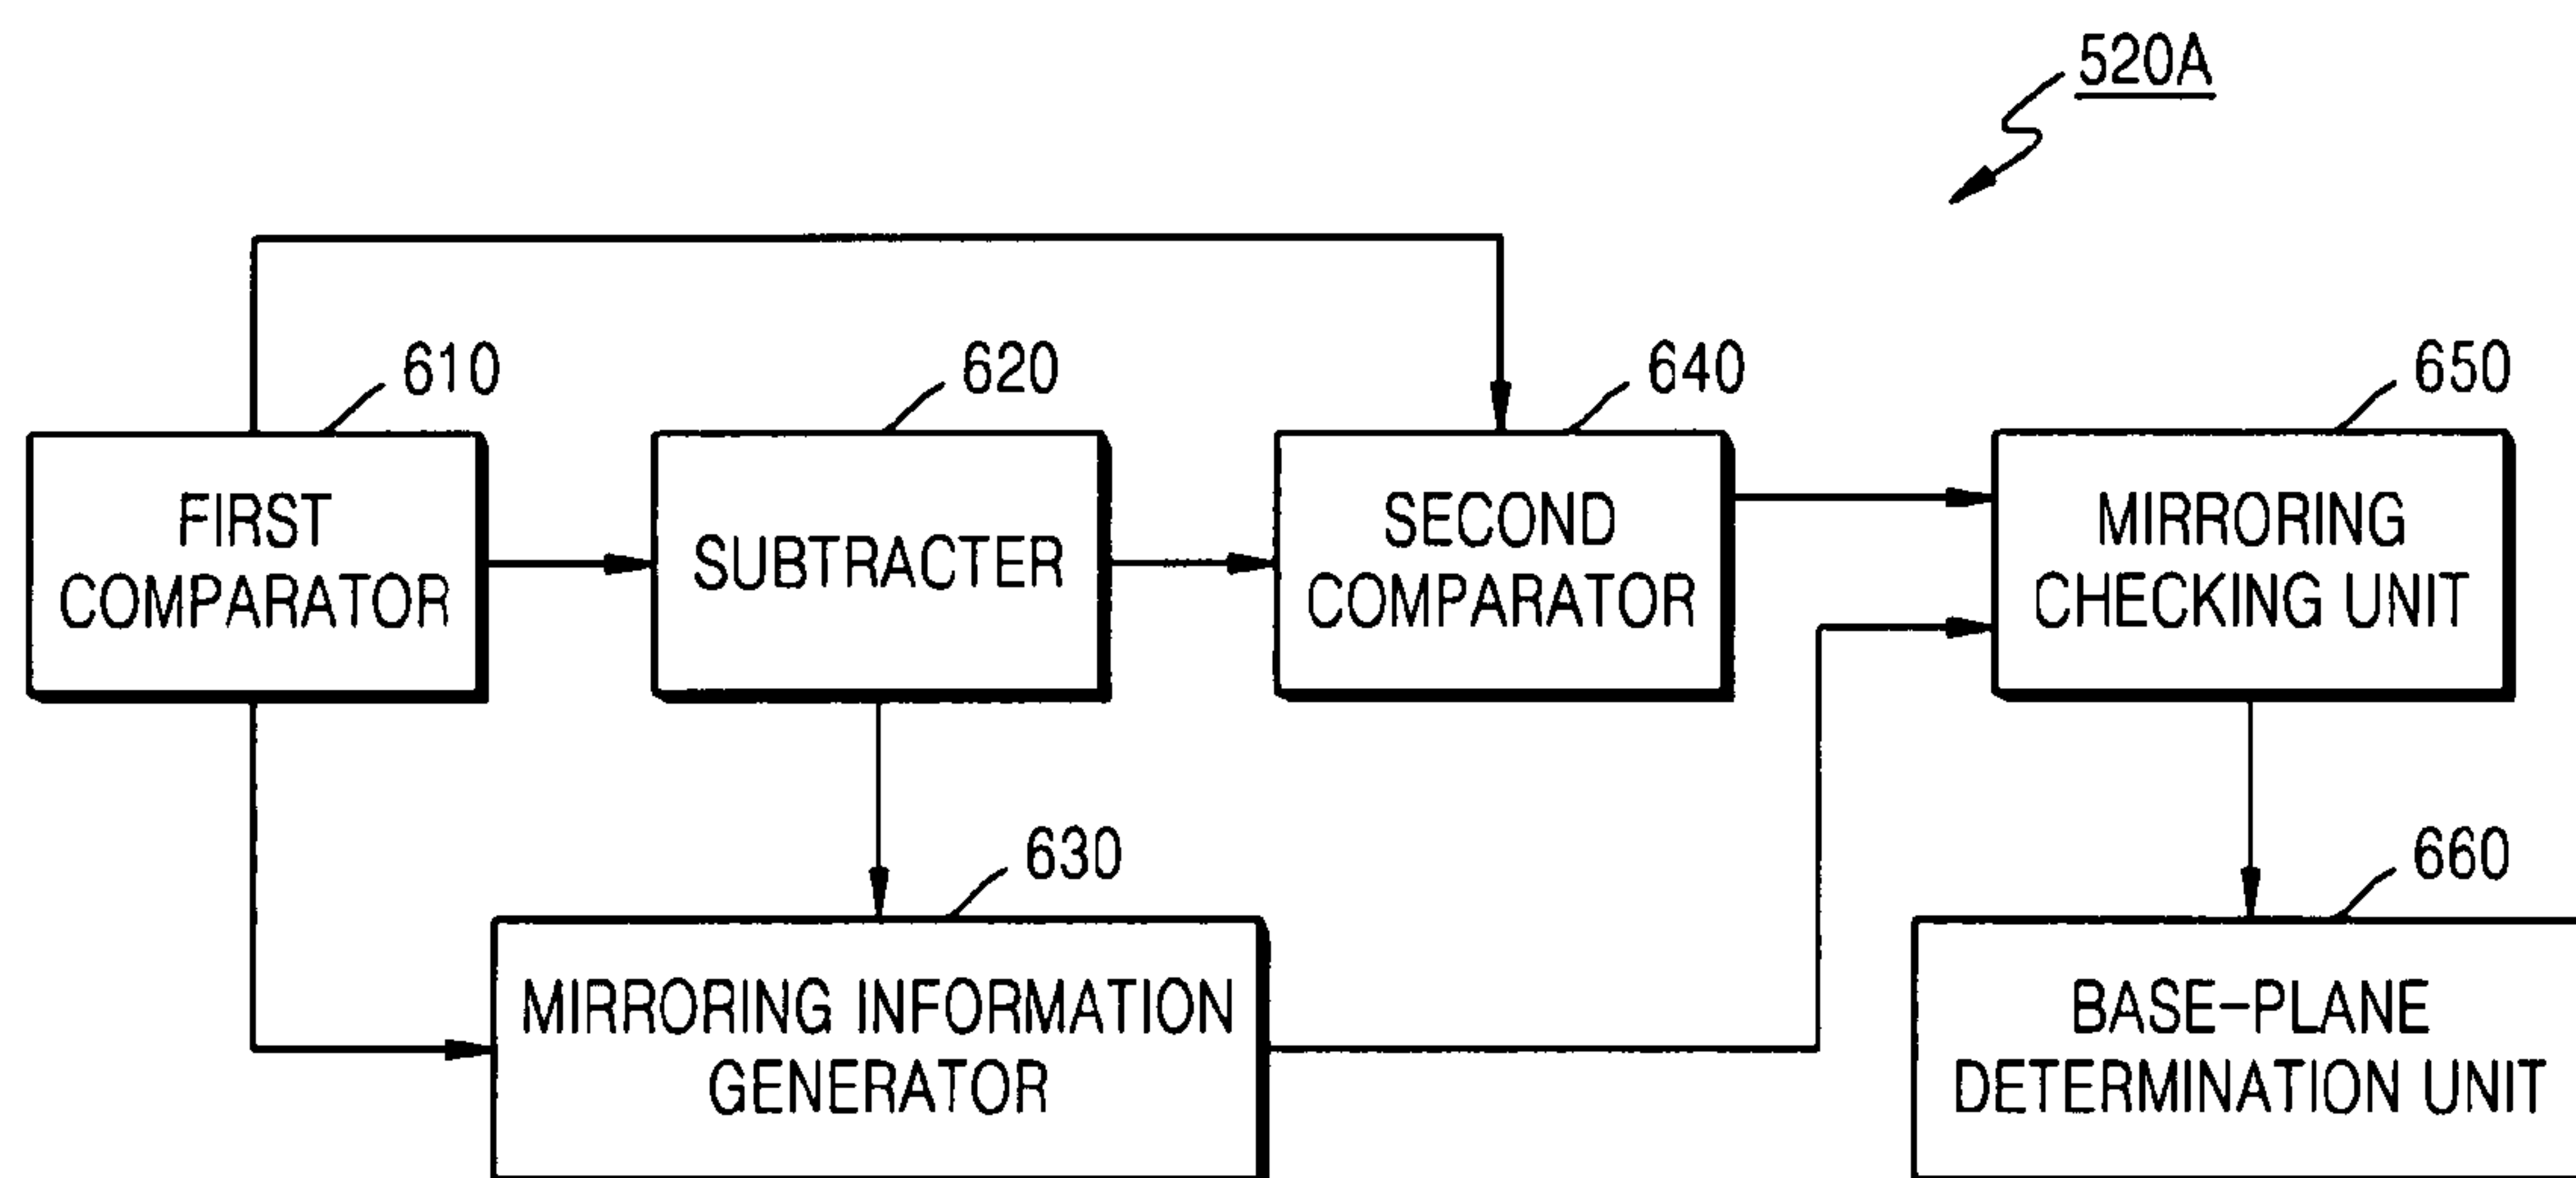 520A
610
620
640
650
FIRST
COMPARATOR
SUBTRACTER
SECOND
COMPARATOR
MIRRORING
CHECKING UNIT
630
660
MIRRORING INFORMATION
GENERATOR
BASE-PLANE
DETERMINATION UNIT